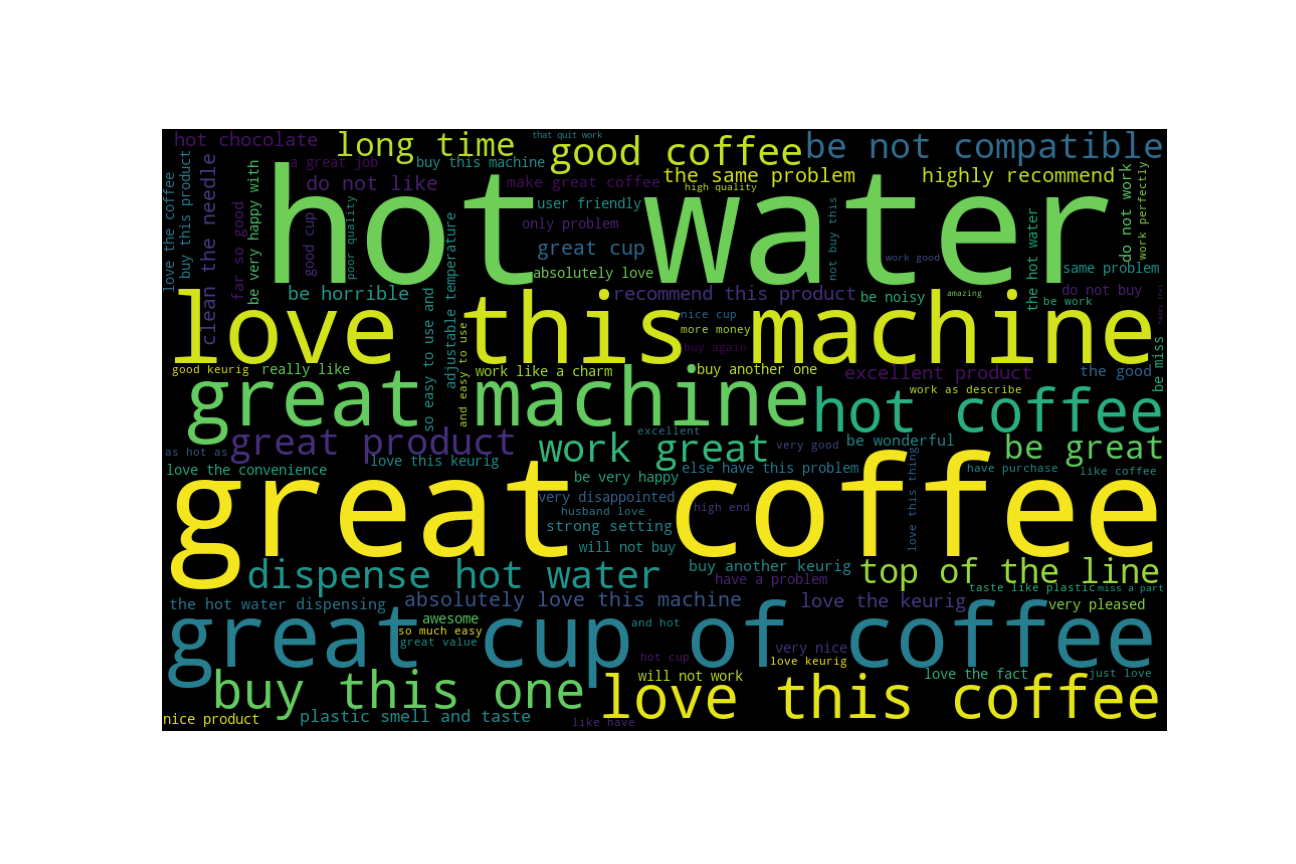 that quit work
hot chocolate
long time
good coffee
be not compatible
a great job
buy this machine
the same problem
highly recommend
do not like
make great coffee
high quality
hot water
love the coffee
buy this product
clean the needle
far so good
be very happy with
good cup
poor quality
adjustable temperature
user friendly
only problem
great cup
absolutely love
not buy this
work good
the hot water
do not work
work perfectly
same problem
be horrible
recommend this product
be noisy
amazing
do not buy
be work
happy that
love this machine
so easy to use and
and easy to use
nice cup
more money
buy again
be miss
good keurig
really like
work like a charm
buy another one
excellent product
the good
great machine
work as describe
hot coffee
great product
excellent
work great
very good
be wonderful
be great
as hot as
love the convenience
love this keurig
else have this problem
love this thing
have purchase
like coffee
be very happy
great coffee
very disappointed
husband love
high end
strong setting
will not buy
dispense hot water
buy another keurig
have a problem
top of the line
taste like plastic
miss a part
the hot water dispensing
absolutely love this machine
love the keurig
very pleased
great cup of coffee
awesome
so much easy
great value
and hot
very nice
hot cup
love keurig
buy this one
will not work
love the fact
just love
love this coffee
nice product
plastic smell and taste
like have